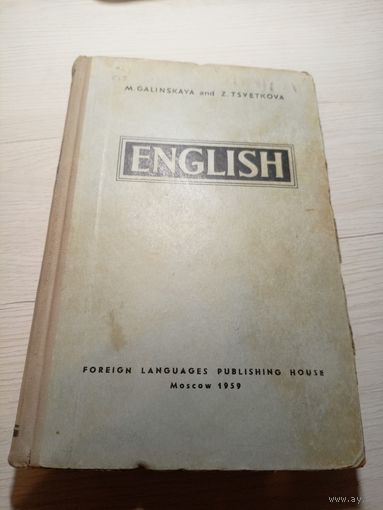 M. GALINSKAYA and Z. TSVETKOVA
ENGLISH
FOREIGN LANGUAGES PUBLISHING HOUSE
Moscow 1959